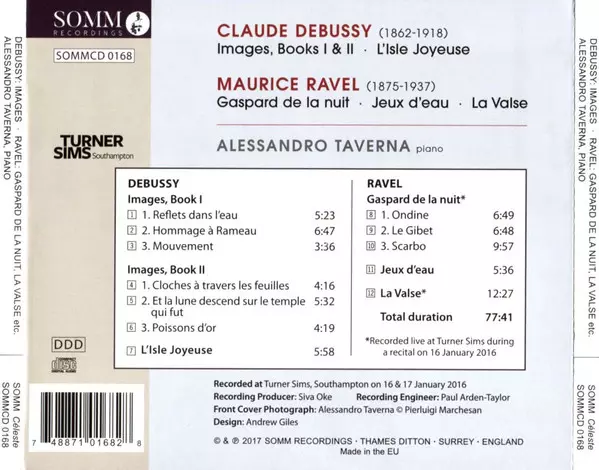 SOMM
RECORDINGS
SOMMCD 0168
CLAUDE DEBUSSY (1862-1918)
Images, Books I & II · L'Isle Joyeuse
MAURICE RAVEL (1875-1937)
Gaspard de la nuit · Jeux d'eau · La Valse
ALESSANDRO TAVERNA piano
TURNER
SIMS Southampton
DEBUSSY
Images, Book I
1 1. Reflets dans l'eau 5:23
2 2. Hommage à Rameau 6:47
3 3. Mouvement 3:36
Images, Book II
4 1. Cloches à travers les feuilles 4:16
5 2. Et la lune descend sur le temple qui fut 5:32
6 3. Poissons d'or 4:19
7 L'Isle Joyeuse 5:58
RAVEL
Gaspard de la nuit*
8 1. Ondine 6:49
9 2. Le Gibet 6:48
10 3. Scarbo 9:57
11 Jeux d'eau 5:36
12 La Valse* 12:27
Total duration 77:41
*Recorded live at Turner Sims during
a recital on 16 January 2016
DDD
COMPACT
disc
DIGITAL AUDIO
Recorded at Turner Sims, Southampton on 16 & 17 January 2016
Recording Producer: Siva Oke Recording Engineer: Paul Arden-Taylor
Front Cover Photograph: Alessandro Taverna © Pierluigi Marchesan
Design: Andrew Giles
© & ℗ 2017 SOMM RECORDINGS · THAMES DITTON · SURREY · ENGLAND
Made in the EU
7 48871 01682 8
DEBUSSY: IMAGES · RAVEL: GASPARD DE LA NUIT, LA VALSE etc.
ALESSANDRO TAVERNA, PIANO
SOMM Céleste
SOMMCD 0168
DEBUSSY: IMAGES · RAVEL: GASPARD DE LA NUIT, LA VALSE etc.
ALESSANDRO TAVERNA, PIANO
SOMM Céleste
SOMMCD 0168